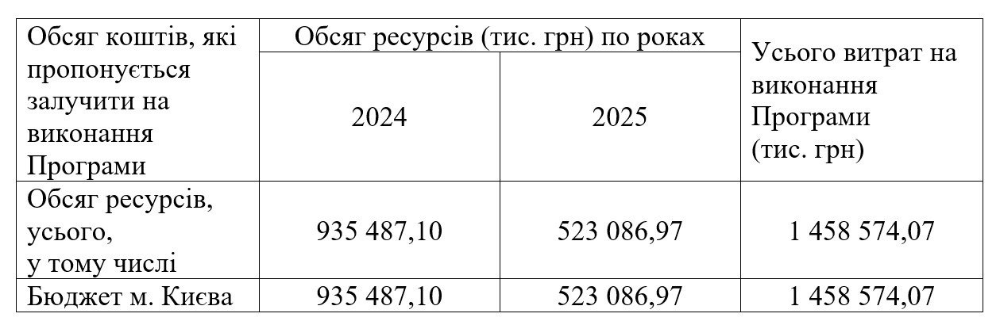 Обсяг коштів, які
пропонується
залучити на
виконання
Програми
Обсяг ресурсів (тис. грн) по роках
2024
2025
Усього витрат на
виконання
Програми
(тис. грн)
Обсяг ресурсів,
усього,
у тому числі
935 487,10
523 086,97
1 458 574,07
Бюджет м. Києва
935 487,10
523 086,97
1 458 574,07